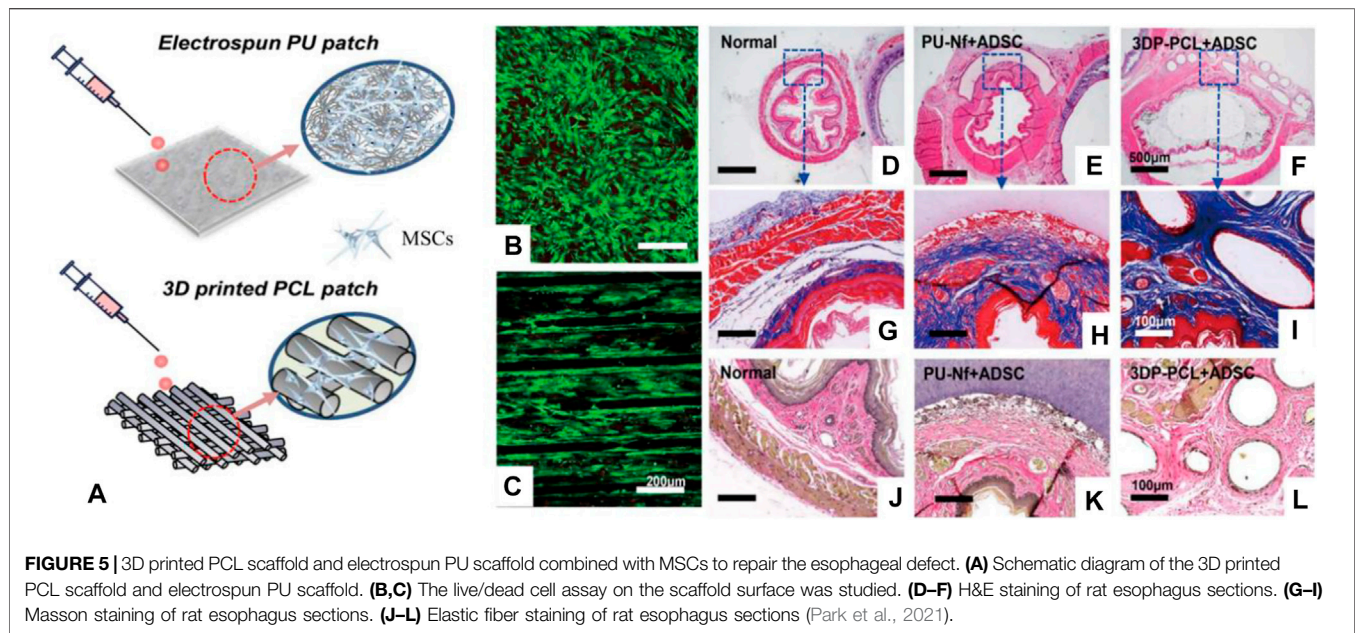 Electrospun PU patch
MSCs
3D printed PCL patch
A
B
C
200μm
Normal
D
PU-Nf+ADSC
E
3DP-PCL+ADSC
500μm
F
G
H
100μm
I
Normal
J
PU-Nf+ADSC
K
3DP-PCL+ADSC
100μm
L
FIGURE 5 | 3D printed PCL scaffold and electrospun PU scaffold combined with MSCs to repair the esophageal defect. (A) Schematic diagram of the 3D printed
PCL scaffold and electrospun PU scaffold. (B,C) The live/dead cell assay on the scaffold surface was studied. (D–F) H&E staining of rat esophagus sections. (G–I)
Masson staining of rat esophagus sections. (J–L) Elastic fiber staining of rat esophagus sections (Park et al., 2021).